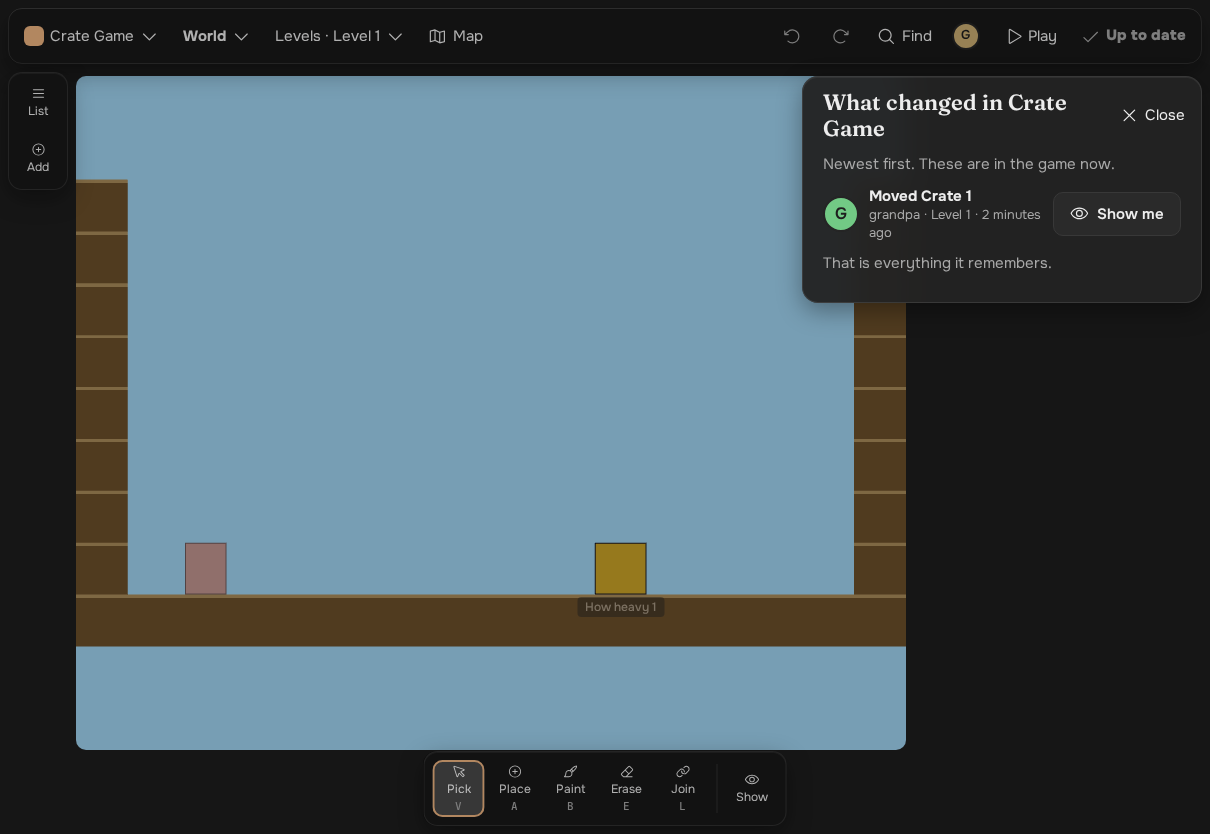 Crate Game
World
Levels · Level 1
Map
Find
G
Play
Up to date
List
Add
What changed in Crate
Game
Close
Newest first. These are in the game now.
G
Moved Crate 1
grandpa · Level 1 · 2 minutes
ago
Show me
That is everything it remembers.
How heavy 1
Pick
V
Place
A
Paint
B
Erase
E
Join
L
Show